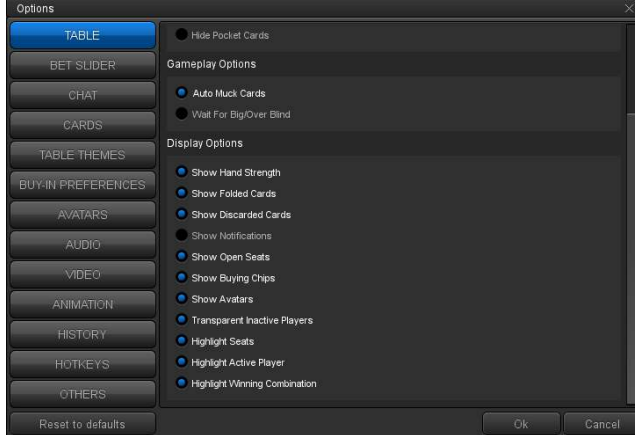 Options
TABLE
BET SLIDER
CHAT
CARDS
TABLE THEMES
BUY-IN PREFERENCES
AVATARS
AUDIO
VIDEO
ANIMATION
HISTORY
HOTKEYS
OTHERS
Reset to defaults
Hide Pocket Cards
Gameplay Options
Auto Muck Cards
Wait For Big/Over Blind
Display Options
Show Hand Strength
Show Folded Cards
Show Discarded Cards
Show Notifications
Show Open Seats
Show Buying Chips
Show Avatars
Transparent Inactive Players
Highlight Seats
Highlight Active Player
Highlight Winning Combination
Ok
Cancel